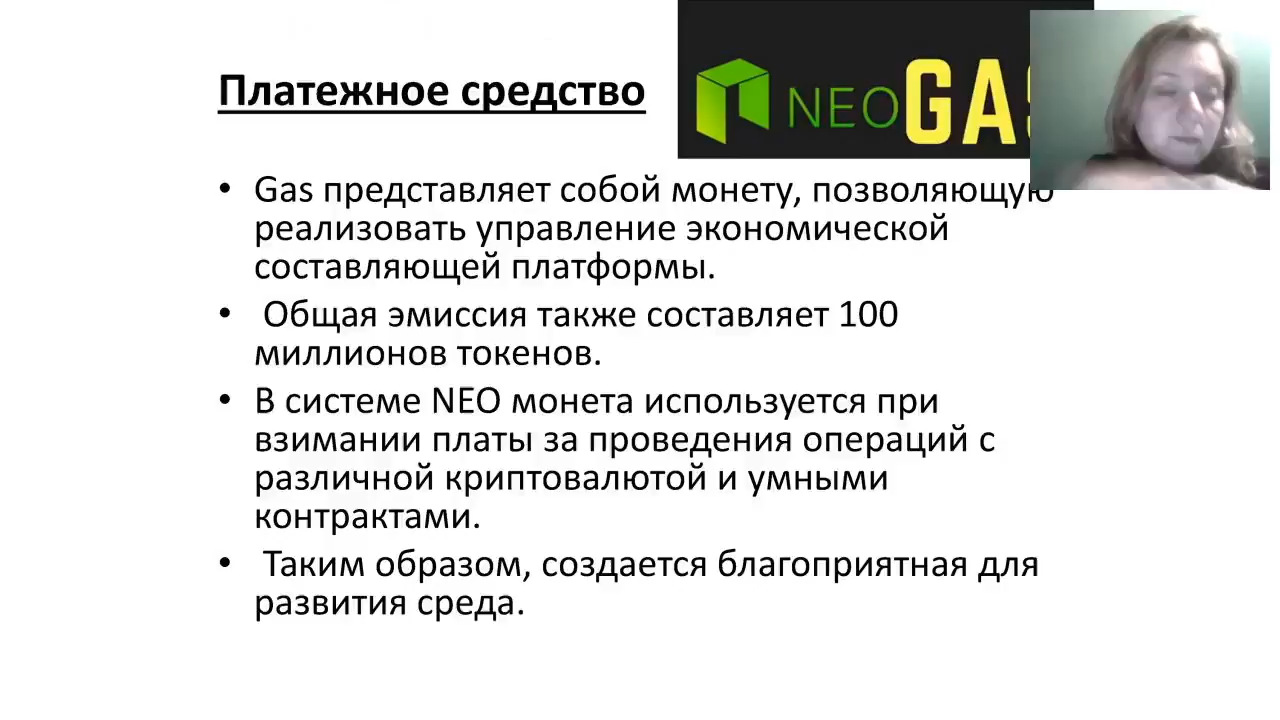 Платежное средство
NEO GAS
• Gas представляет собой монету, позволяющую
реализовать управление экономической
составляющей платформы.
• Общая эмиссия также составляет 100
миллионов токенов.
• В системе NEO монета используется при
взимании платы за проведения операций с
различной криптовалютой и умными
контрактами.
• Таким образом, создается благоприятная для
развития среда.